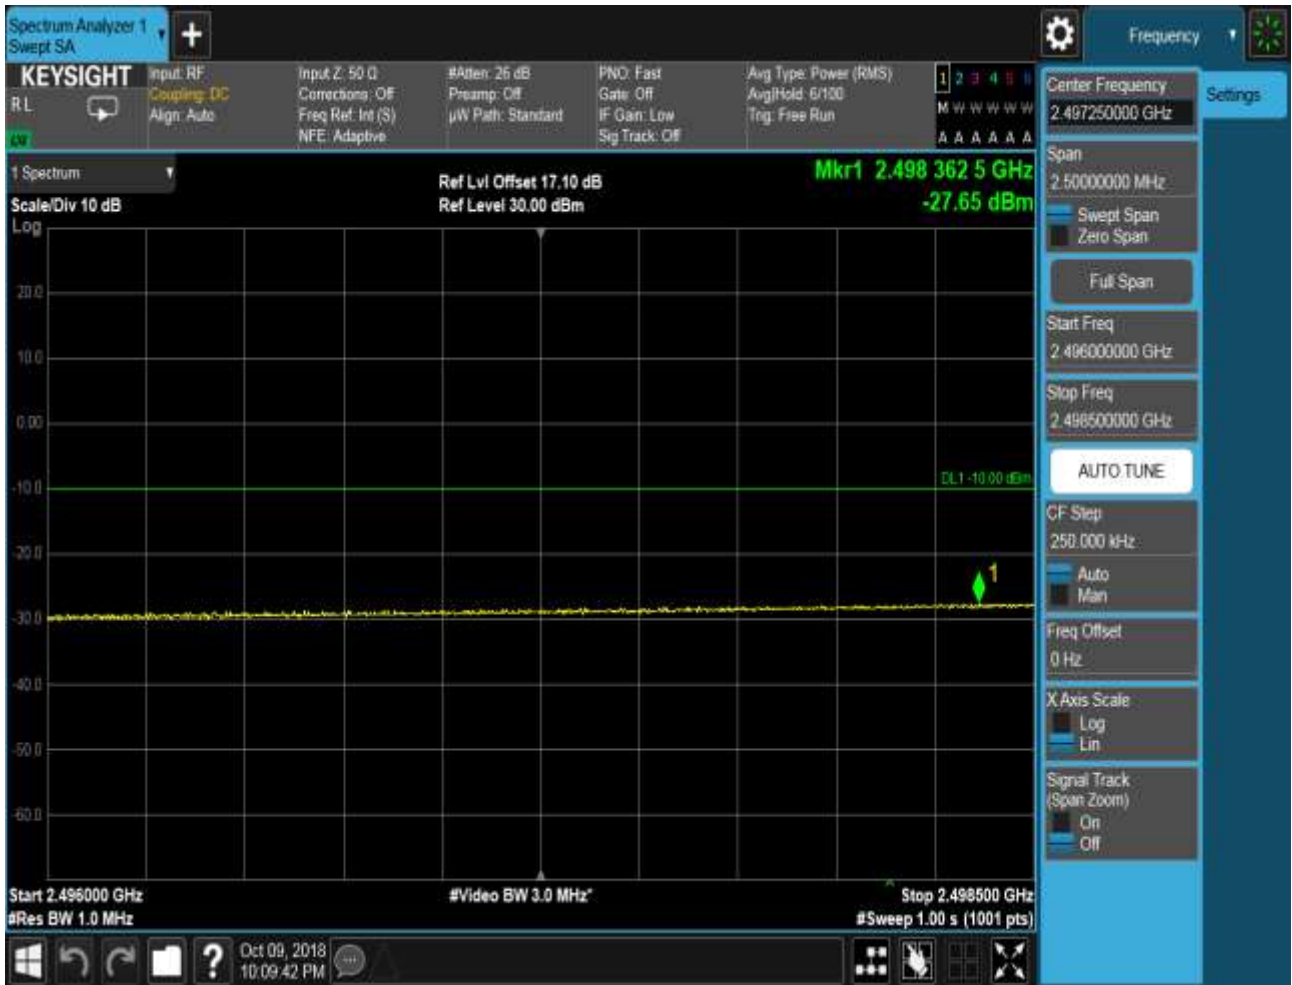 Spectrum Analyzer 1
Swept SA
+
Frequency
KEYSIGHT
RL
Input: RF
Coupling: DC
Align: Auto
Input Z: 50 Ω
Corrections: Off
Freq Ref: Int (S)
NFE: Adaptive
#Atten: 26 dB
Preamp: Off
µW Path: Standard
PNO: Fast
Gate: Off
IF Gain: Low
Sig Track: Off
Avg Type: Power (RMS)
Avg|Hold: 6/100
Trig: Free Run
1 2 3 4 5 6
M W W W W W
A A A A A A
1 Spectrum
Scale/Div 10 dB
Log
Ref Lvl Offset 17.10 dB
Ref Level 30.00 dBm
Mkr1 2.498 362 5 GHz
-27.65 dBm
20.0
10.0
0.00
-10.0
DL1 -10.00 dBm
-20.0
1
-30.0
-40.0
-50.0
-60.0
Start 2.496000 GHz
#Res BW 1.0 MHz
#Video BW 3.0 MHz*
Stop 2.498500 GHz
#Sweep 1.00 s (1001 pts)
?
Oct 09, 2018
10:09:42 PM
Center Frequency
2.497250000 GHz
Settings
Span
2.50000000 MHz
Swept Span
Zero Span
Full Span
Start Freq
2.496000000 GHz
Stop Freq
2.498500000 GHz
AUTO TUNE
CF Step
250.000 kHz
Auto
Man
Freq Offset
0 Hz
X Axis Scale
Log
Lin
Signal Track
(Span Zoom)
On
Off